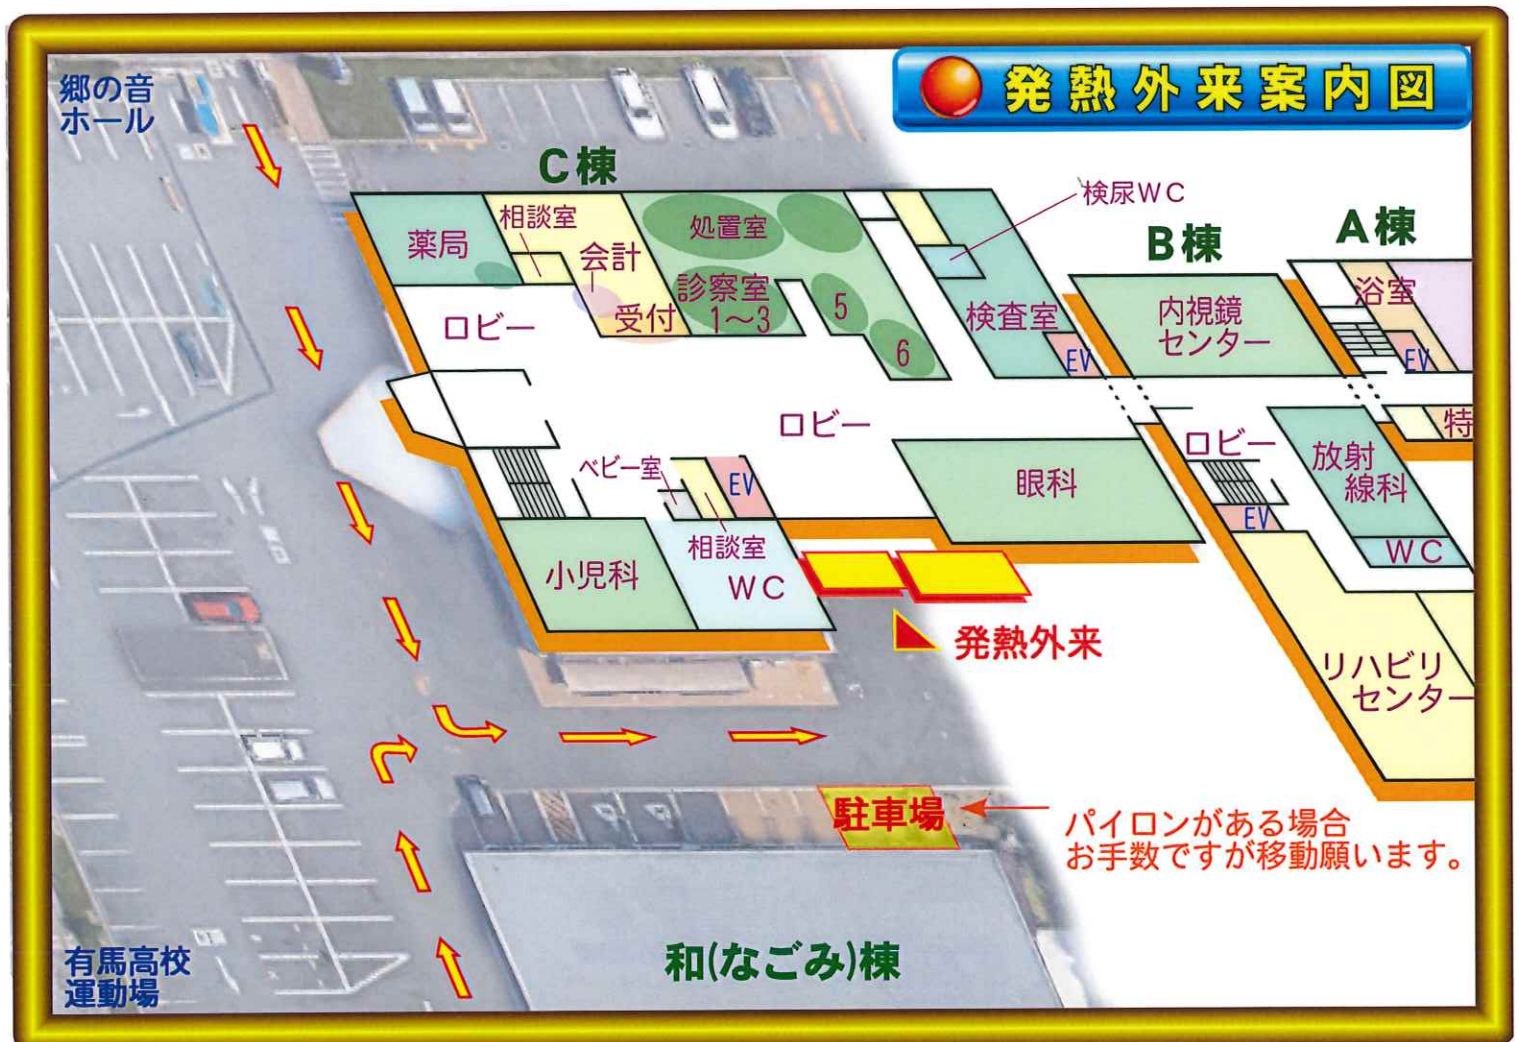 発熱外来案内図
郷の音
ホール
C棟
検尿WC
B棟
A棟
薬局
相談室
会計
受付
処置室
診察室
1～3
5
6
検査室
EV
内視鏡
センター
浴室
EV
ロビー
ロビー
ロビー
特
放射
線科
WC
EV
眼科
ベビー室
EV
相談室
小児科
WC
発熱外来
リハビリ
センター
駐車場
パイロンがある場合
お手数ですが移動願います。
有馬高校
運動場
和(なごみ)棟